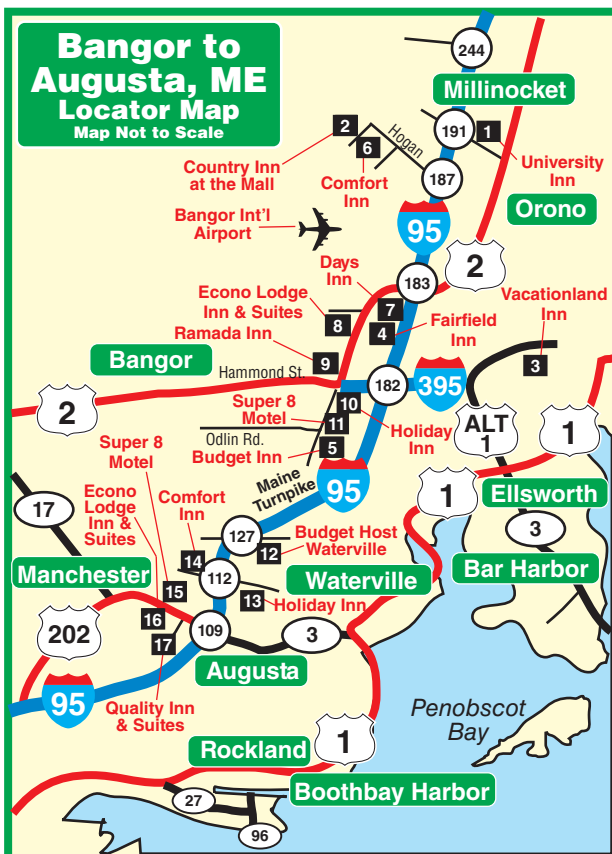 Bangor to
Augusta, ME
Locator Map
Map Not to Scale
244
Millinocket
2
6
Hogan
191
1
Country Inn
at the Mall
Comfort
Inn
187
University
Inn
Orono
Bangor Int'l
Airport
95
2
Days
Inn
183
Econo Lodge
Inn & Suites
7
8
4
Fairfield
Inn
Vacationland
Inn
3
Ramada Inn
9
Bangor
Hammond St.
182
395
2
10
Super 8
Motel
11
Holiday
Inn
ALT
1
1
Odlin Rd.
Budget Inn
5
Super 8
Motel
Maine
Turnpike
95
1
Ellsworth
17
Econo
Lodge
Inn &
Suites
Comfort
Inn
127
12
Budget Host
Waterville
3
Bar Harbor
14
Manchester
15
112
13
Holiday Inn
Waterville
16
202
17
109
3
Augusta
95
Quality Inn
& Suites
Penobscot
Bay
1
Rockland
27
Boothbay Harbor
96